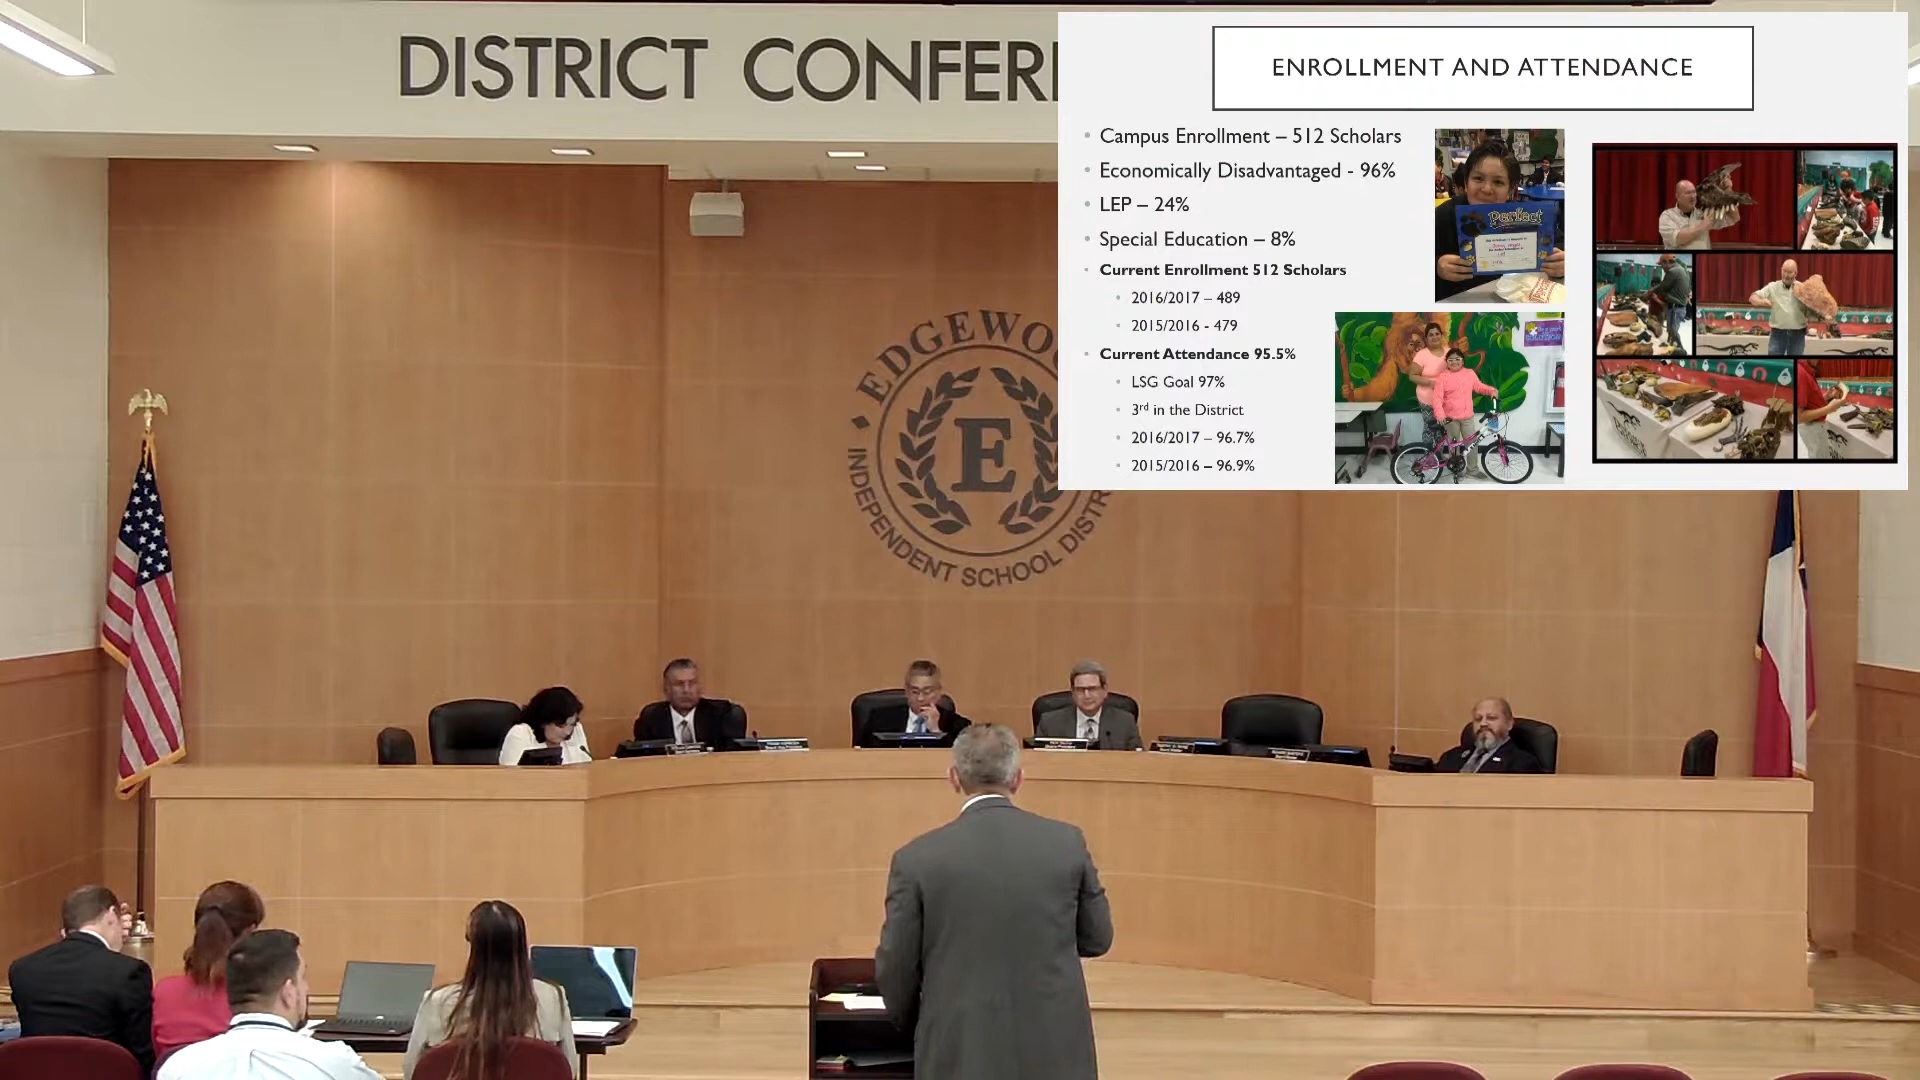 DISTRICT CONFER
ENROLLMENT AND ATTENDANCE
• Campus Enrollment – 512 Scholars
• Economically Disadvantaged - 96%
• LEP – 24%
• Special Education – 8%
• Current Enrollment 512 Scholars
• 2016/2017 – 489
• 2015/2016 - 479
• Current Attendance 95.5%
• LSG Goal 97%
• 3rd in the District
• 2016/2017 – 96.7%
• 2015/2016 – 96.9%
Perfect
EDGEWOO
E
INDEPENDENT SCHOOL DISTR